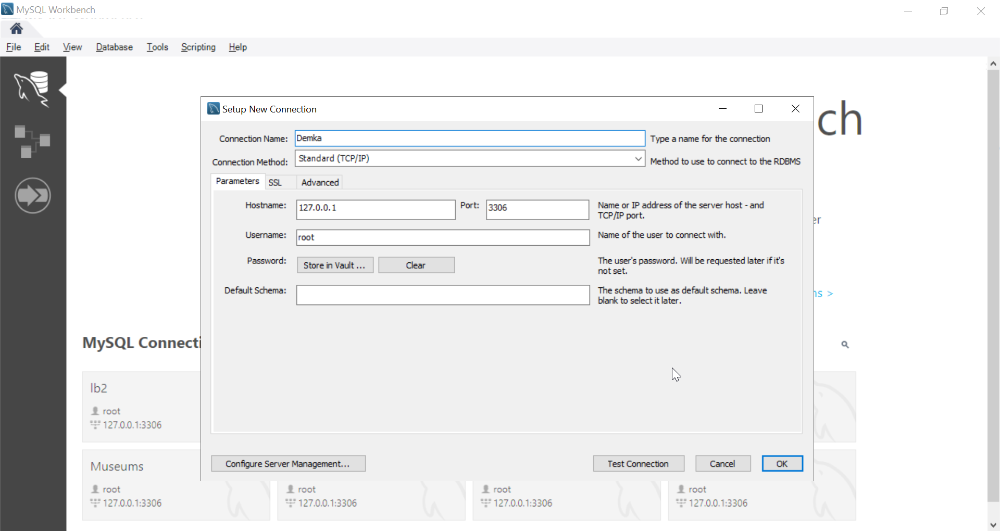 MySQL Workbench
File Edit View Database Tools Scripting Help
Setup New Connection
ch
Connection Name: Demka Type a name for the connection
Connection Method: Standard (TCP/IP) Method to use to connect to the RDBMS
Parameters SSL Advanced
Hostname: 127.0.0.1 Port: 3306 Name or IP address of the server host - and
TCP/IP port.
er
Username: root Name of the user to connect with.
Password: Store in Vault ... Clear The user's password. Will be requested later if it's
not set.
Default Schema: The schema to use as default schema. Leave
blank to select it later.
ns >
MySQL Connecti
lb2
root
127.0.0.1:3306
Configure Server Management... Test Connection Cancel OK
Museums
root root root root
127.0.0.1:3306 127.0.0.1:3306 127.0.0.1:3306 127.0.0.1:3306